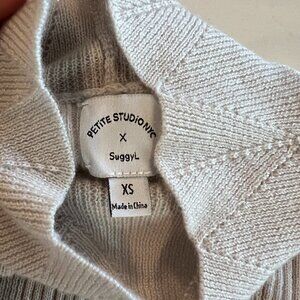 PETITE STUDIO NYC
X
SuggyL
XS
Made in China